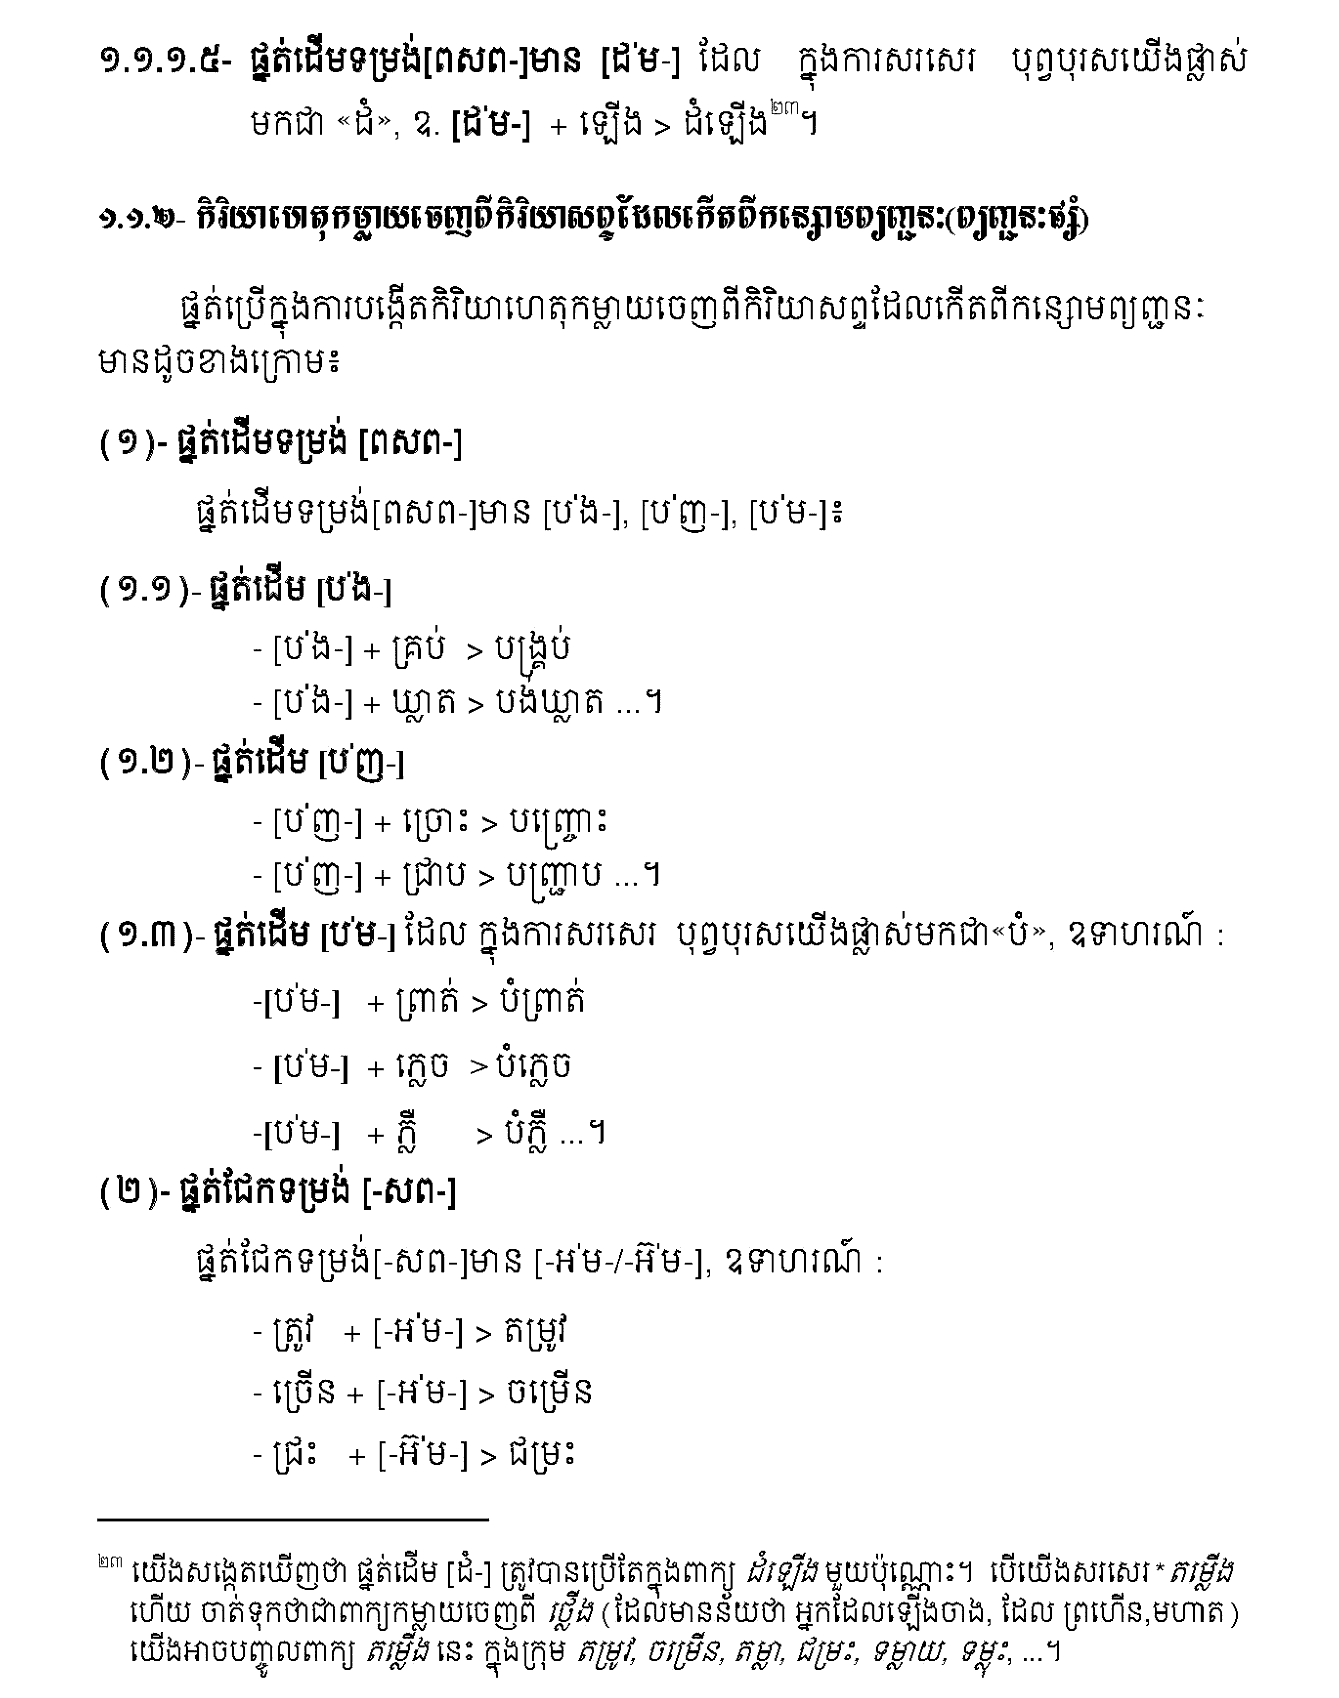 ១.១.១.៥- ផ្នត់ដើមទម្រង់[ពសព-]មាន [ដ់ម-] ដែល ក្នុងការសរសេរ បុព្វបុរសយើងផ្លាស់
មកជា «ដំ», ឧ. [ដ់ម-] + ឡើង > ដំឡើង២៣។
១.១.២- កិរិយាហេតុកម្លាយចេញពីកិរិយាសព្ទដែលកើតពីកន្សោមព្យញ្ជនៈ(ព្យញ្ជនៈផ្សំ)
ផ្នត់ប្រើក្នុងការបង្កើតកិរិយាហេតុកម្លាយចេញពីកិរិយាសព្ទដែលកើតពីកន្សោមព្យញ្ជនៈ
មានដូចខាងក្រោម៖
(១)- ផ្នត់ដើមទម្រង់ [ពសព-]
ផ្នត់ដើមទម្រង់[ពសព-]មាន [ប់ង-], [ប់ញ-], [ប់ម-]៖
(១.១)- ផ្នត់ដើម [ប់ង-]
- [ប់ង-] + គ្រប់ > បង្គ្រប់
- [ប់ង-] + ឃ្លាត > បង់ឃ្លាត ...។
(១.២)- ផ្នត់ដើម [ប់ញ-]
- [ប់ញ-] + ច្រោះ > បញ្ច្រោះ
- [ប់ញ-] + ជ្រាប > បញ្ជ្រាប ...។
(១.៣)- ផ្នត់ដើម [ប់ម-] ដែល ក្នុងការសរសេរ បុព្វបុរសយើងផ្លាស់មកជា«បំ», ឧទាហរណ៍ :
-[ប់ម-] + ព្រាត់ > បំព្រាត់
- [ប់ម-] + ភ្លេច > បំភ្លេច
-[ប់ម-] + ភ្លឺ > បំភ្លឺ ...។
(២)- ផ្នត់ជែកទម្រង់ [-សព-]
ផ្នត់ជែកទម្រង់[-សព-]មាន [-អ់ម-/-អ៊់ម-], ឧទាហរណ៍ :
- ត្រូវ + [-អ់ម-] > តម្រូវ
- ច្រើន + [-អ់ម-] > ចម្រើន
- ជ្រះ + [-អ៊់ម-] > ជម្រះ
២៣ យើងសង្កេតឃើញថា ផ្នត់ដើម [ដំ-] ត្រូវបានប្រើតែក្នុងពាក្យ ដំឡើង មួយប៉ុណ្ណោះ។ បើយើងសរសេរ *តម្លើង
ហើយ ចាត់ទុកថាជាពាក្យកម្លាយចេញពី ថ្លើង (ដែលមានន័យថា អ្នកដែលឡើងចាង, ដែល ព្រហើន,មហាត)
យើងអាចបញ្ចូលពាក្យ តម្លើង នេះ ក្នុងក្រុម តម្រូវ, ចម្រើន, តម្លា, ជម្រះ, ទម្លាយ, ទម្លុះ, ...។